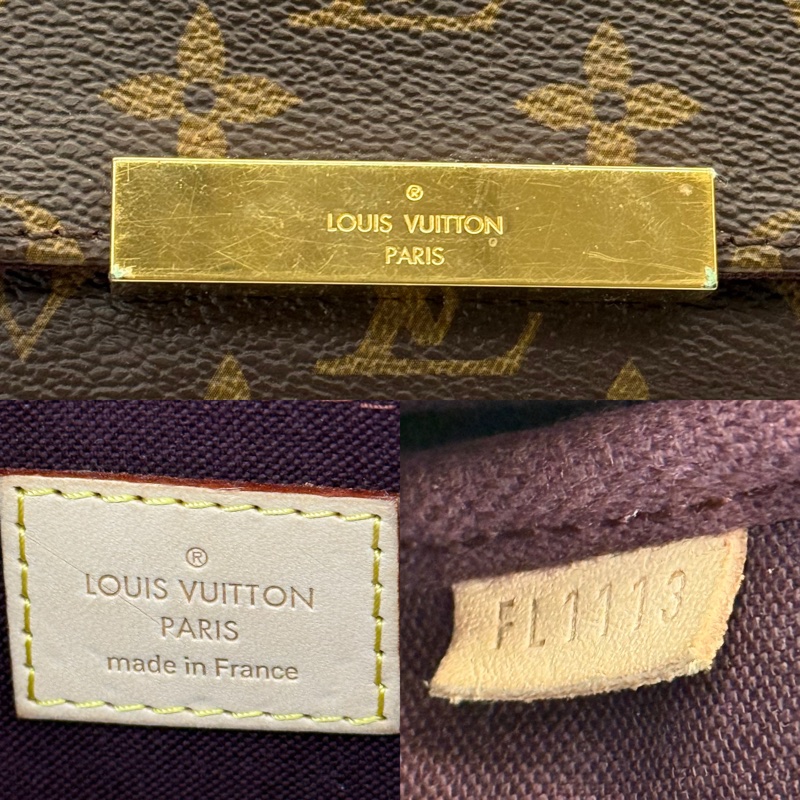 ®
LOUIS VUITTON
PARIS
®
LOUIS VUITTON
PARIS
made in France
FL1113